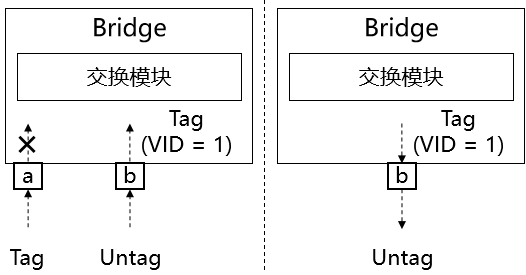 Bridge
交换模块
Tag
(VID = 1)
a
b
Tag
Untag
Bridge
交换模块
Tag
(VID = 1)
b
Untag